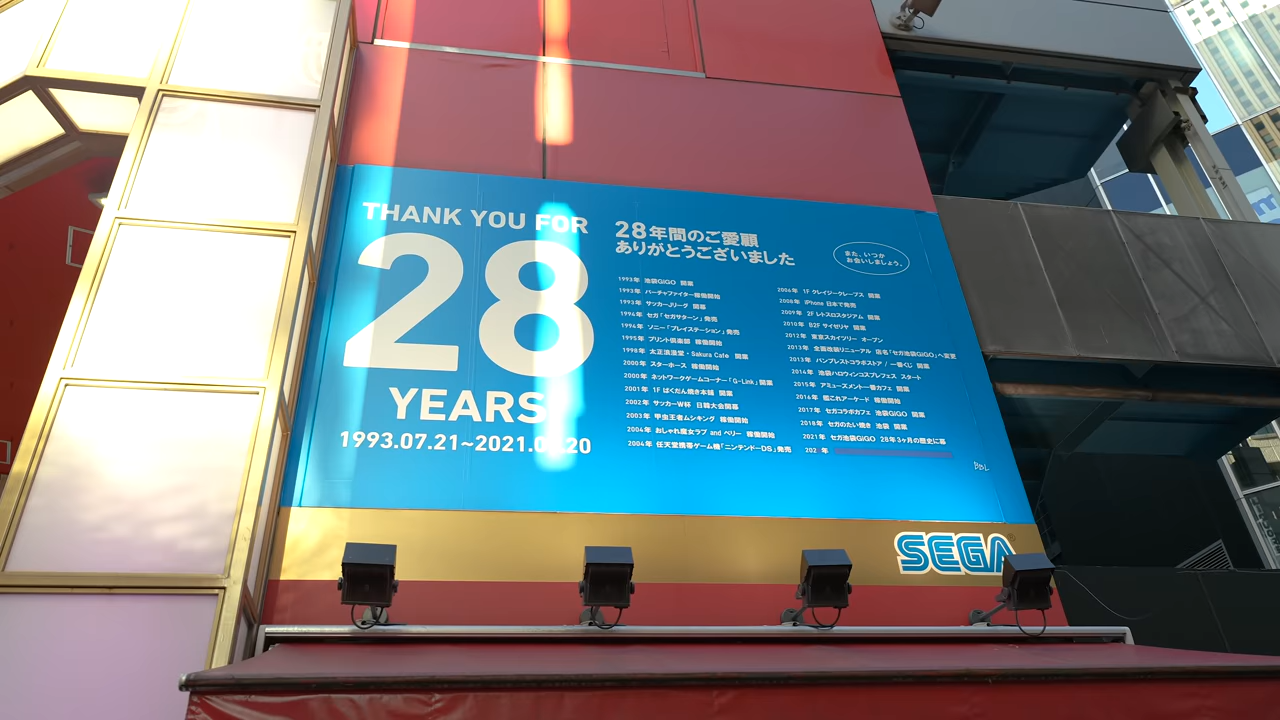 THANK YOU FOR
28
YEARS
1993.07.21~2021.09.20
28年間のご愛顧
ありがとうございました
また、いつか
お会いしましょう。
1993年 池袋GiGO 開業
1993年 バーチャファイター稼働開始
1993年 サッカーJリーグ 開幕
1994年 セガ「セガサターン」発売
1994年 ソニー「プレイステーション」発売
1995年 プリント倶楽部 稼働開始
1998年 太正浪漫堂・Sakura Cafe 開業
2000年 スターホース 稼働開始
2000年 ネットワークゲームコーナー「G-Link」開業
2001年 1F ばくだん焼き本舗 開業
2002年 サッカーW杯 日韓大会開幕
2003年 甲虫王者ムシキング 稼働開始
2004年 おしゃれ魔女ラブ and ベリー 稼働開始
2004年 任天堂携帯ゲーム機「ニンテンドーDS」発売
2006年 1F クレイジークレープス 開業
2008年 iPhone 日本で発売
2009年 2F レトスロスタジアム 開業
2010年 B2F サイゼリヤ 開業
2012年 東京スカイツリー オープン
2013年 全面改装リニューアル 店名「セガ池袋GiGO」へ変更
2013年 バンプレストコラボストア / 一番くじ 開業
2014年 池袋ハロウィンコスプレフェス スタート
2015年 アミューズメント一番カフェ 開業
2016年 艦これアーケード 稼働開始
2017年 セガコラボカフェ 池袋GiGO 開業
2018年 セガのたい焼き 池袋 開業
2021年 セガ池袋GiGO 28年3ヶ月の歴史に幕
202 年
BBL
SEGA